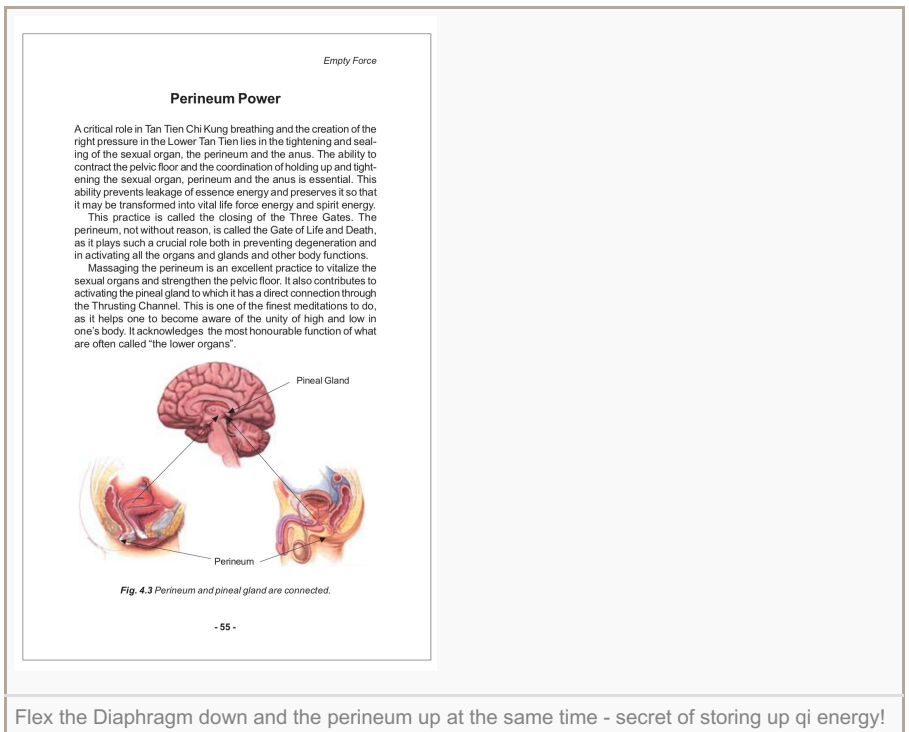 Empty Force
Perineum Power
A critical role in Tan Tien Chi Kung breathing and the creation of the
right pressure in the Lower Tan Tien lies in the tightening and seal-
ing of the sexual organ, the perineum and the anus. The ability to
contract the pelvic floor and the coordination of holding up and tight-
ening the sexual organ, perineum and the anus is essential. This
ability prevents leakage of essence energy and preserves it so that
it may be transformed into vital life force energy and spirit energy.
This practice is called the closing of the Three Gates. The
perineum, not without reason, is called the Gate of Life and Death,
as it plays such a crucial role both in preventing degeneration and
in activating all the organs and glands and other body functions.
Massaging the perineum is an excellent practice to vitalize the
sexual organs and strengthen the pelvic floor. It also contributes to
activating the pineal gland to which it has a direct connection through
the Thrusting Channel. This is one of the finest meditations to do,
as it helps one to become aware of the unity of high and low in
one's body. It acknowledges the most honourable function of what
are often called “the lower organs”.
Pineal Gland
Perineum
Fig. 4.3 Perineum and pineal gland are connected.
- 55 -
Flex the Diaphragm down and the perineum up at the same time - secret of storing up qi energy!